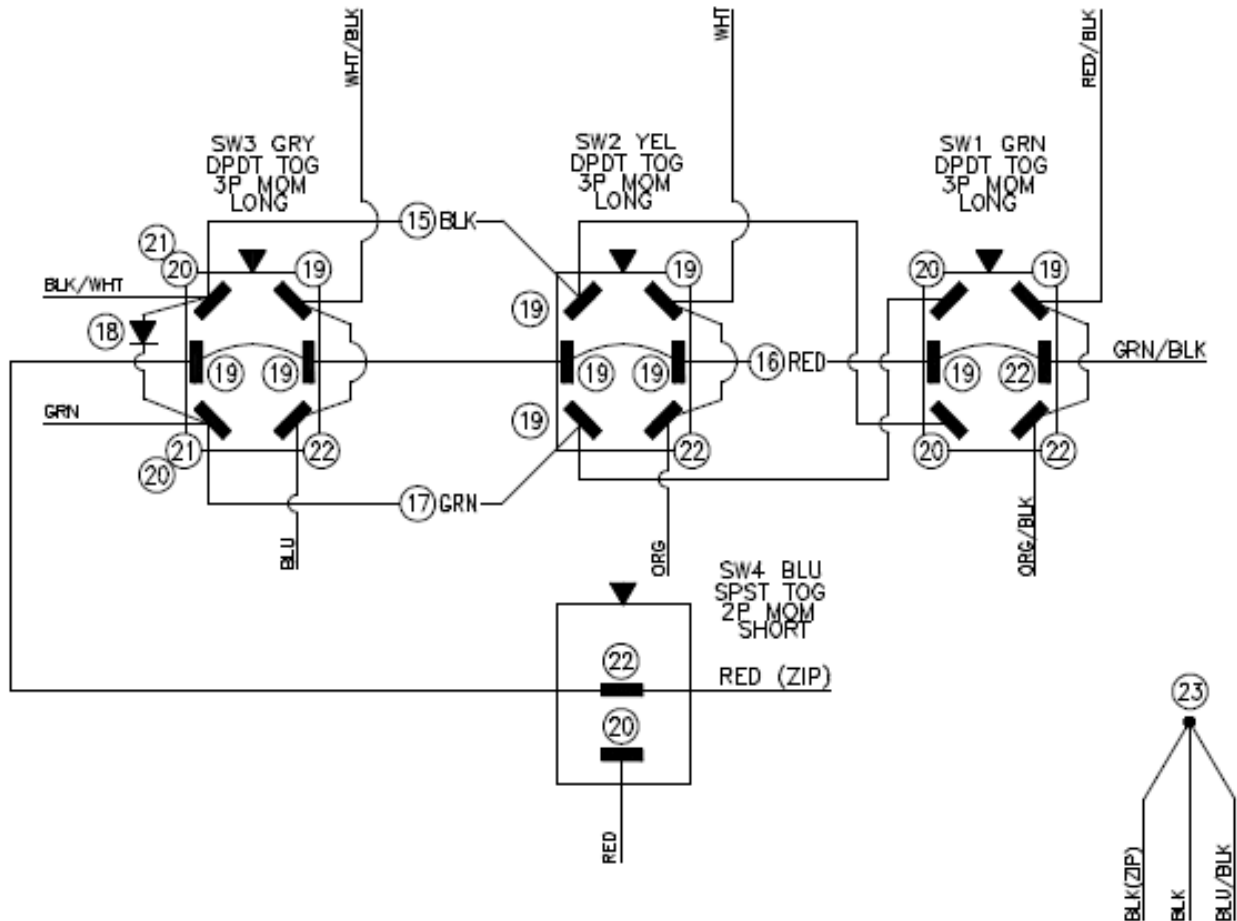 WHT/BLK
WHT
RED/BLK
SW3 GRY
DPDT TOG
3P MOM
LONG
SW2 YEL
DPDT TOG
3P MOM
LONG
SW1 GRN
DPDT TOG
3P MOM
LONG
15 BLK
21
20
19
19
19
20
19
BLK/WHT
18
19
19
19
19
16 RED
19
22
GRN/BLK
GRN
19
21
20
22
22
20
22
17 GRN
BLU
ORG
ORG/BLK
SW4 BLU
SPST TOG
2P MOM
SHORT
22
RED (ZIP)
20
RED
23
BLK(ZIP)
BLK
BLU/BLK